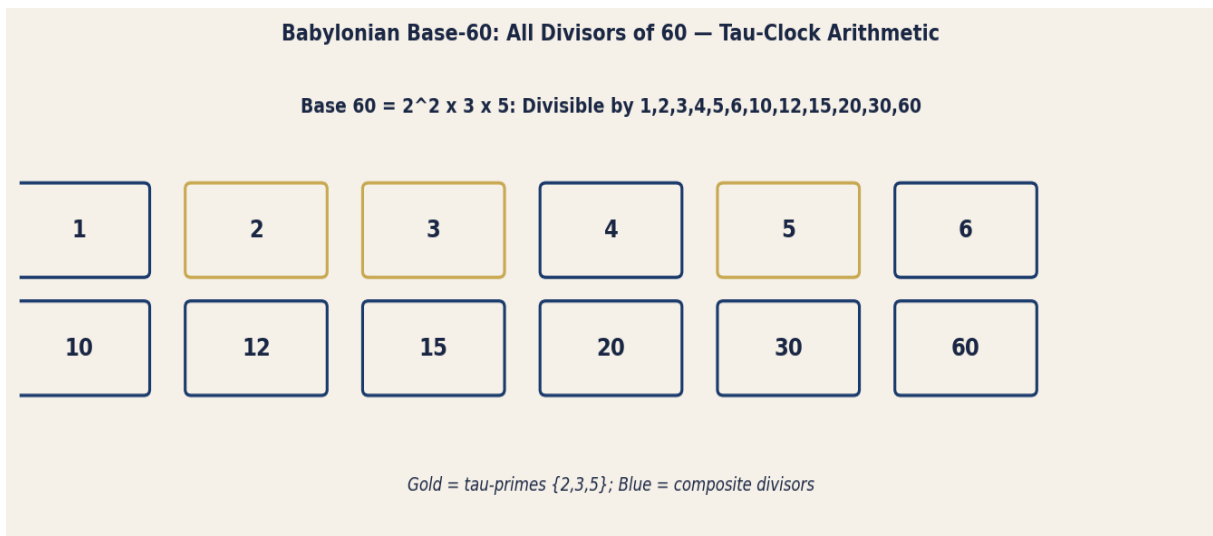 Babylonian Base-60: All Divisors of 60 — Tau-Clock Arithmetic
Base 60 = 2^2 x 3 x 5: Divisible by 1,2,3,4,5,6,10,12,15,20,30,60
1 2 3 4 5 6
10 12 15 20 30 60
Gold = tau-primes {2,3,5}; Blue = composite divisors